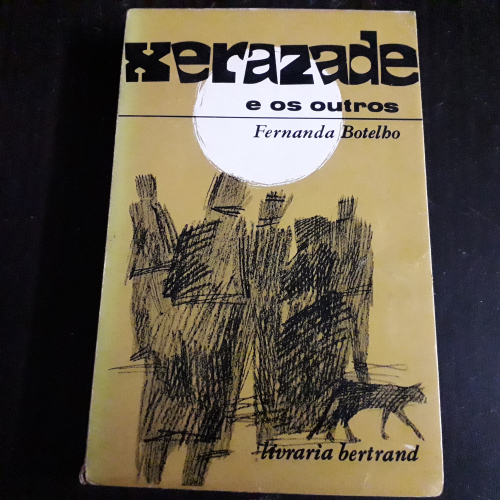 xerazade
e os outros
Fernanda Botelho
livraria bertrand